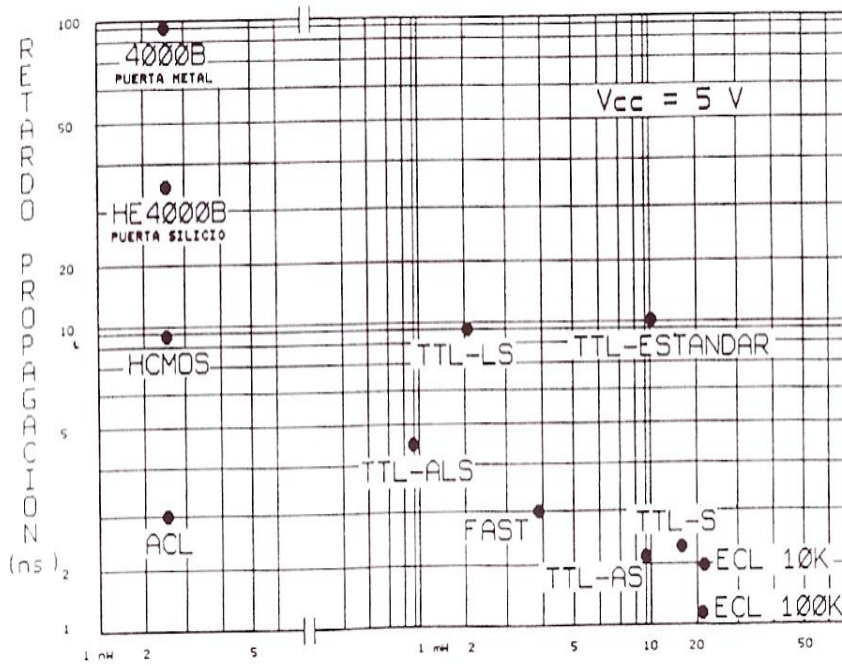 RETARDO PROPAGACION (ns)
100
50
20
10
5
2
1
4000B
PUERTA METAL
Vcc = 5 V
HE4000B
PUERTA SILICIO
HCMOS
TTL-LS
TTL-ESTANDAR
TTL-ALS
ACL
FAST
TTL-S
TTL-AS
ECL 10K
ECL 100K
2
5
1 mW
2
5
10
20
50